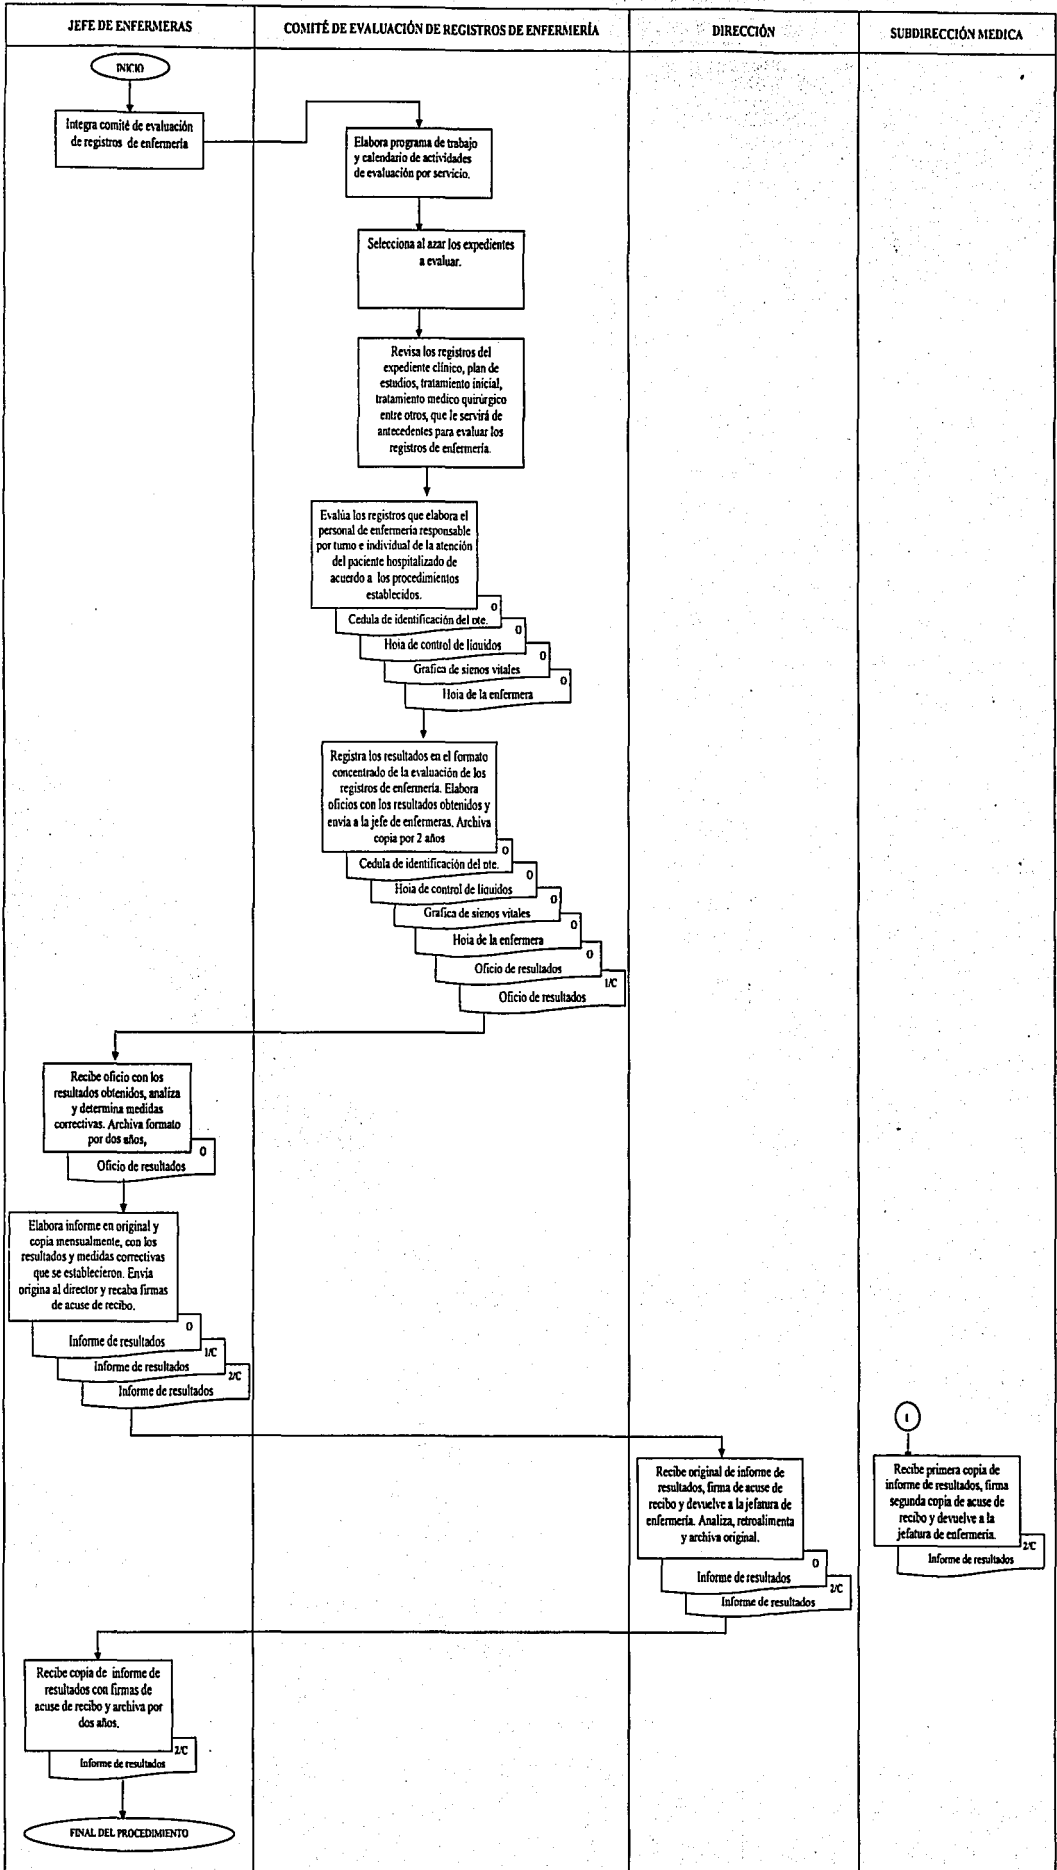 JEFE DE ENFERMERAS
COMITÉ DE EVALUACIÓN DE REGISTROS DE ENFERMERÍA
DIRECCIÓN
SUBDIRECCIÓN MEDICA
INICIO
Integra comité de evaluación
de registros de enfermería
Elabora programa de trabajo
y calendario de actividades
de evaluación por servicio.
Selecciona al azar los expedientes
a evaluar.
Revisa los registros del
expediente clínico, plan de
estudios, tratamiento inicial,
tratamiento medico quirúrgico
entre otros, que le servirá de
antecedentes para evaluar los
registros de enfermería.
Evalúa los registros que elabora el
personal de enfermería responsable
por turno e individual de la atención
del paciente hospitalizado de
acuerdo a los procedimientos
establecidos.
O
Cedula de identificación del pte.
O
Hoja de control de líquidos
O
Grafica de signos vitales
O
Hoja de la enfermera
Registra los resultados en el formato
concentrado de la evaluación de los
registros de enfermería. Elabora
oficios con los resultados obtenidos y
envía a la jefe de enfermeras. Archiva
copia por 2 años
O
Cedula de identificación del pte.
O
Hoja de control de líquidos
O
Grafica de signos vitales
O
Hoja de la enfermera
O
Oficio de resultados
1/C
Oficio de resultados
Recibe oficio con los
resultados obtenidos, analiza
y determina medidas
correctivas. Archiva formato
por dos años,
O
Oficio de resultados
Elabora informe en original y
copia mensualmente, con los
resultados y medidas correctivas
que se establecieron. Envía
origina al director y recaba firmas
de acuse de recibo.
O
Informe de resultados
1/C
Informe de resultados
2/C
Informe de resultados
1
Recibe original de informe de
resultados, firma de acuse de
recibo y devuelve a la jefatura de
enfermería. Analiza, retroalimenta
y archiva original.
O
Informe de resultados
2/C
Informe de resultados
Recibe primera copia de
informe de resultados, firma
segunda copia de acuse de
recibo y devuelve a la
jefatura de enfermería.
2/C
Informe de resultados
Recibe copia de informe de
resultados con firmas de
acuse de recibo y archiva por
dos años.
2/C
Informe de resultados
FINAL DEL PROCEDIMIENTO